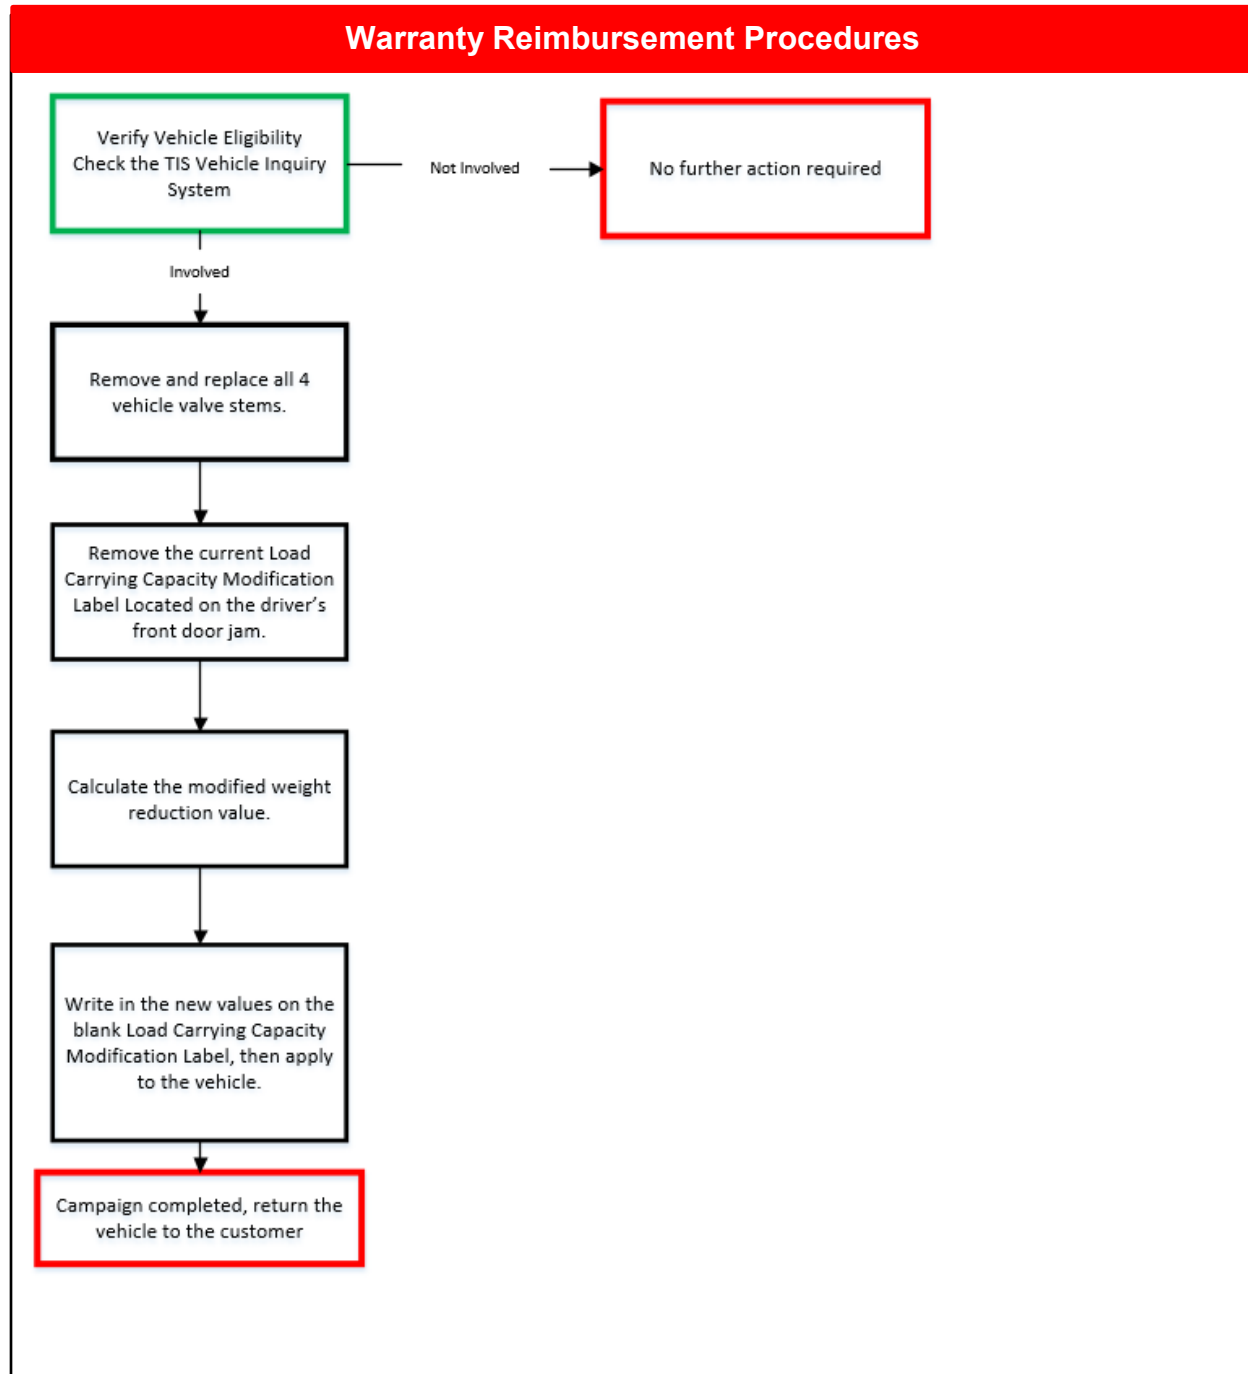 Warranty Reimbursement Procedures
Verify Vehicle Eligibility
Check the TIS Vehicle Inquiry
System
Not Involved
No further action required
Involved
Remove and replace all 4
vehicle valve stems.
Remove the current Load
Carrying Capacity Modification
Label Located on the driver’s
front door jam.
Calculate the modified weight
reduction value.
Write in the new values on the
blank Load Carrying Capacity
Modification Label, then apply
to the vehicle.
Campaign completed, return the
vehicle to the customer